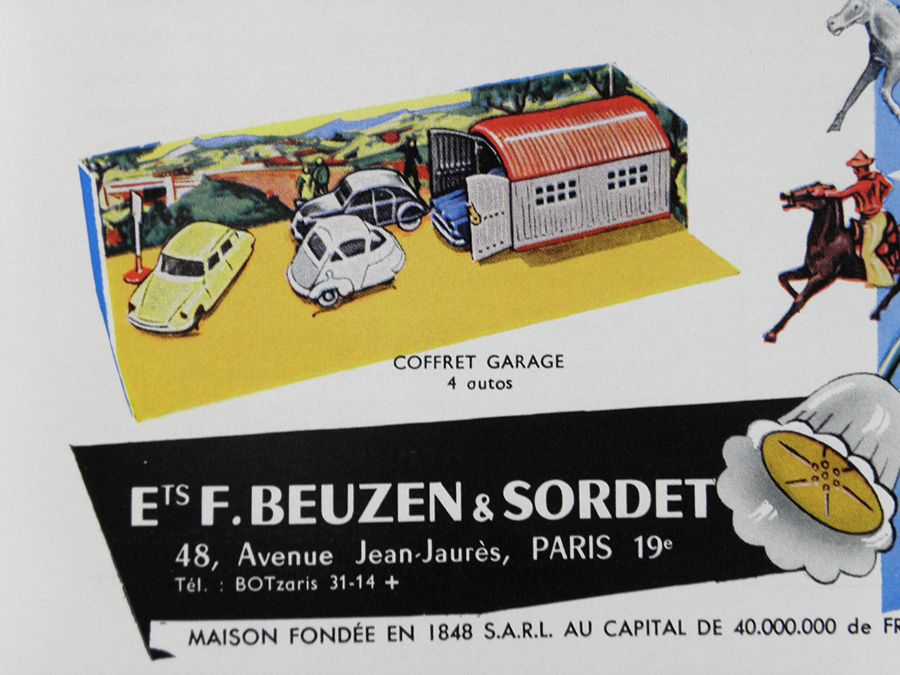 COFFRET GARAGE
4 autos
ETS F. BEUZEN & SORDET
48, Avenue Jean-Jaurès, PARIS 19e
Tél. : BOTzaris 31-14 +
MAISON FONDÉE EN 1848 S.A.R.L. AU CAPITAL DE 40.000.000 de FR